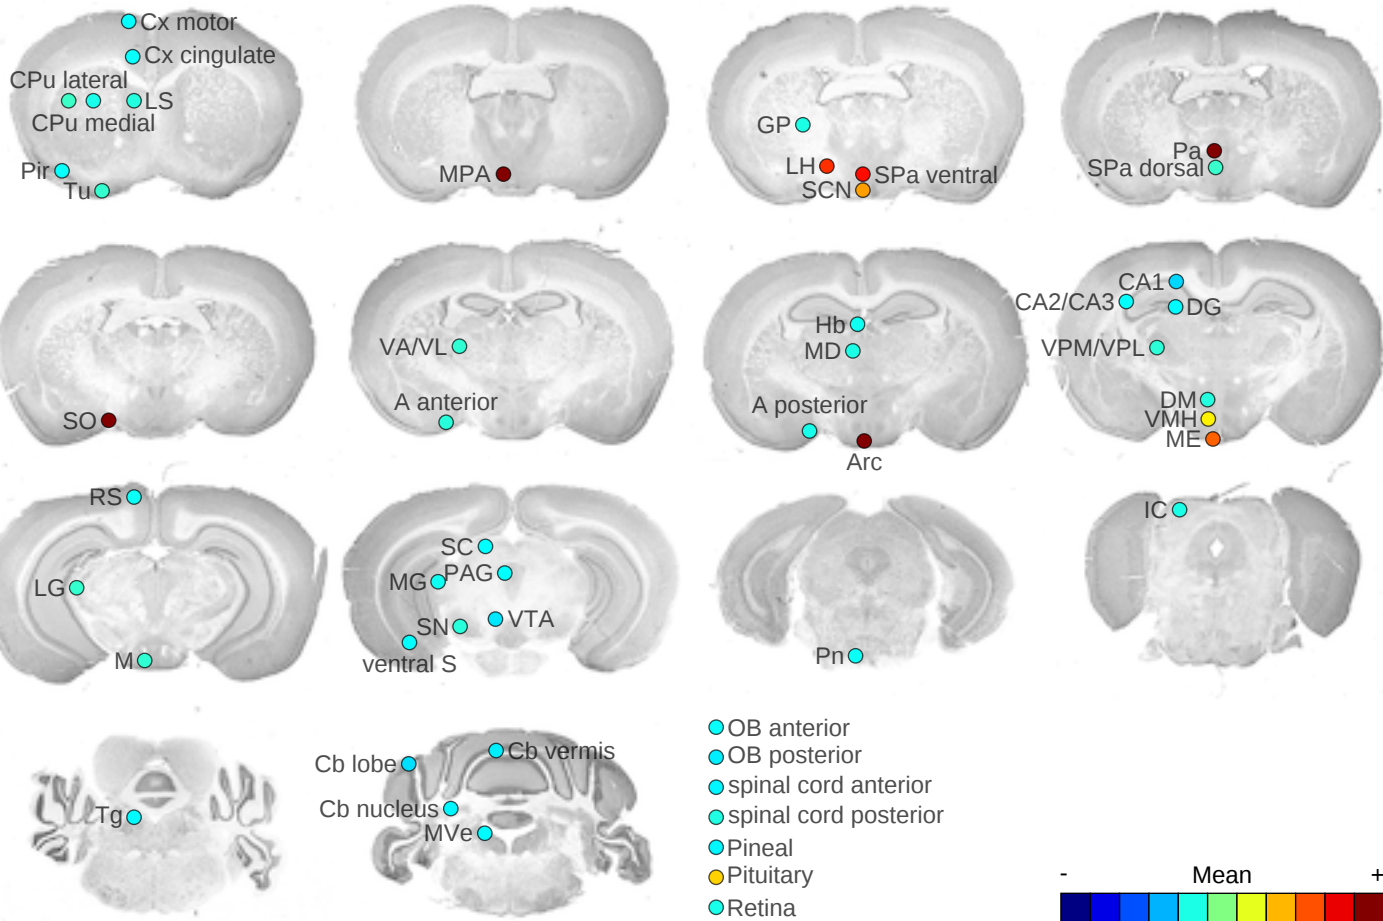 Cx motor
Cx cingulate
CPu lateral
LS
CPu medial
Pir
Tu
MPA
GP
LH
SPa ventral
SCN
Pa
SPa dorsal
SO
VA/VL
A anterior
Hb
MD
A posterior
Arc
CA1
CA2/CA3
DG
VPM/VPL
DM
VMH
ME
RS
LG
M
SC
PAG
MG
VTA
SN
ventral S
Pn
IC
Tg
Cb vermis
Cb lobe
Cb nucleus
MVe
OB anterior
OB posterior
spinal cord anterior
spinal cord posterior
Pineal
Pituitary
Retina
- Mean +